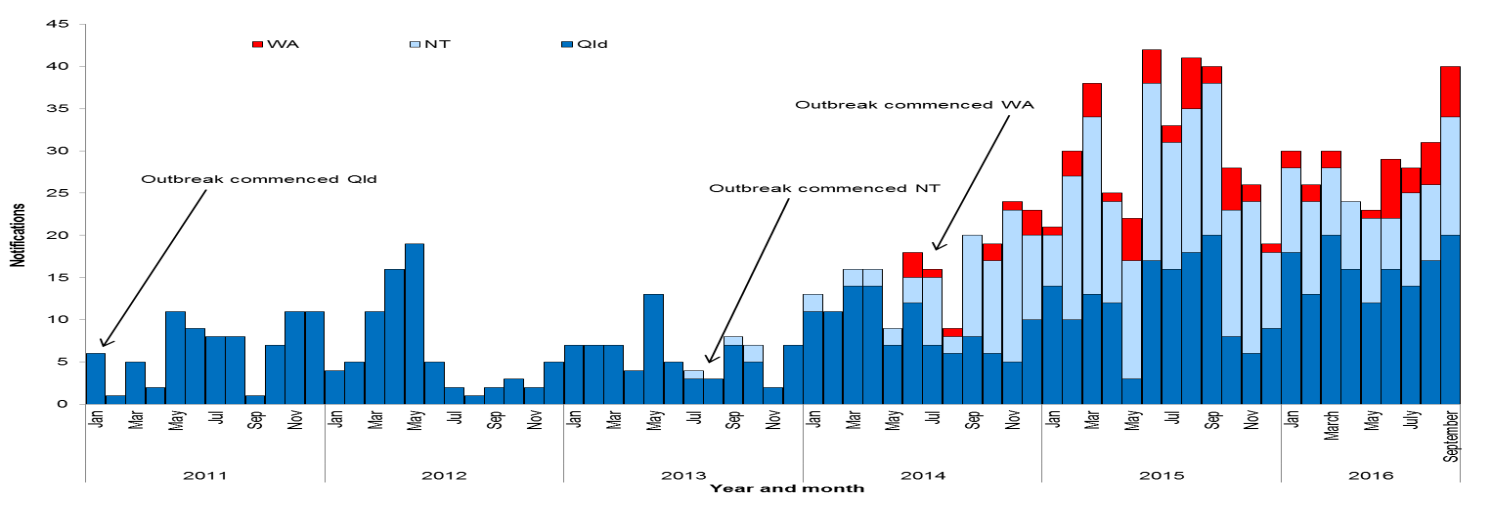 45
WA NT Qld
40
Outbreak commenced WA
35
30
Outbreak commenced Qld
Outbreak commenced NT
25
20
15
10
5
0
Notifications
Jan Mar May Jul Sep Nov Jan Mar May Jul Sep Nov Jan Mar May Jul Sep Nov Jan Mar May Jul Sep Nov Jan Mar May Jul Sep Nov Jan March May July September
2011 2012 2013 2014 2015 2016
Year and month